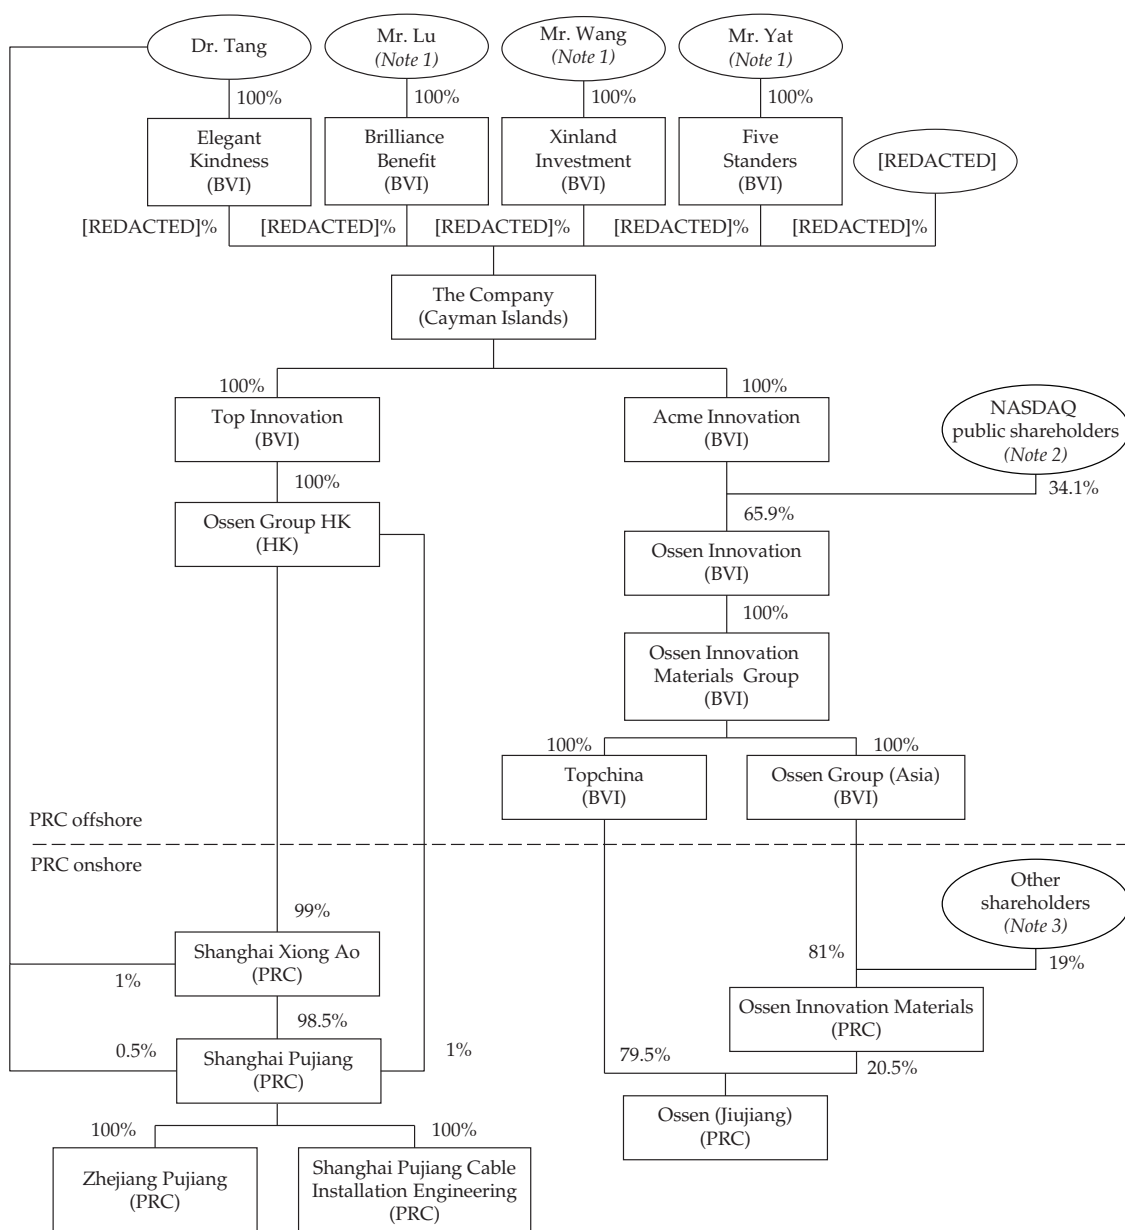 Dr. Tang
Mr. Lu
(Note 1)
Mr. Wang
(Note 1)
Mr. Yat
(Note 1)
100%
100%
100%
100%
Elegant
Kindness
(BVI)
Brilliance
Benefit
(BVI)
Xinland
Investment
(BVI)
Five
Standers
(BVI)
[REDACTED]
[REDACTED]%
[REDACTED]%
[REDACTED]%
[REDACTED]%
[REDACTED]%
The Company
(Cayman Islands)
100%
100%
Top Innovation
(BVI)
Acme Innovation
(BVI)
NASDAQ
public shareholders
(Note 2)
100%
34.1%
65.9%
Ossen Group HK
(HK)
Ossen Innovation
(BVI)
100%
Ossen Innovation
Materials Group
(BVI)
100%
100%
Topchina
(BVI)
Ossen Group (Asia)
(BVI)
PRC offshore
PRC onshore
Other
shareholders
(Note 3)
99%
81%
19%
Shanghai Xiong Ao
(PRC)
1%
Ossen Innovation Materials
(PRC)
98.5%
0.5%
1%
Shanghai Pujiang
(PRC)
79.5%
20.5%
Ossen (Jiujiang)
(PRC)
100%
100%
Zhejiang Pujiang
(PRC)
Shanghai Pujiang Cable
Installation Engineering
(PRC)